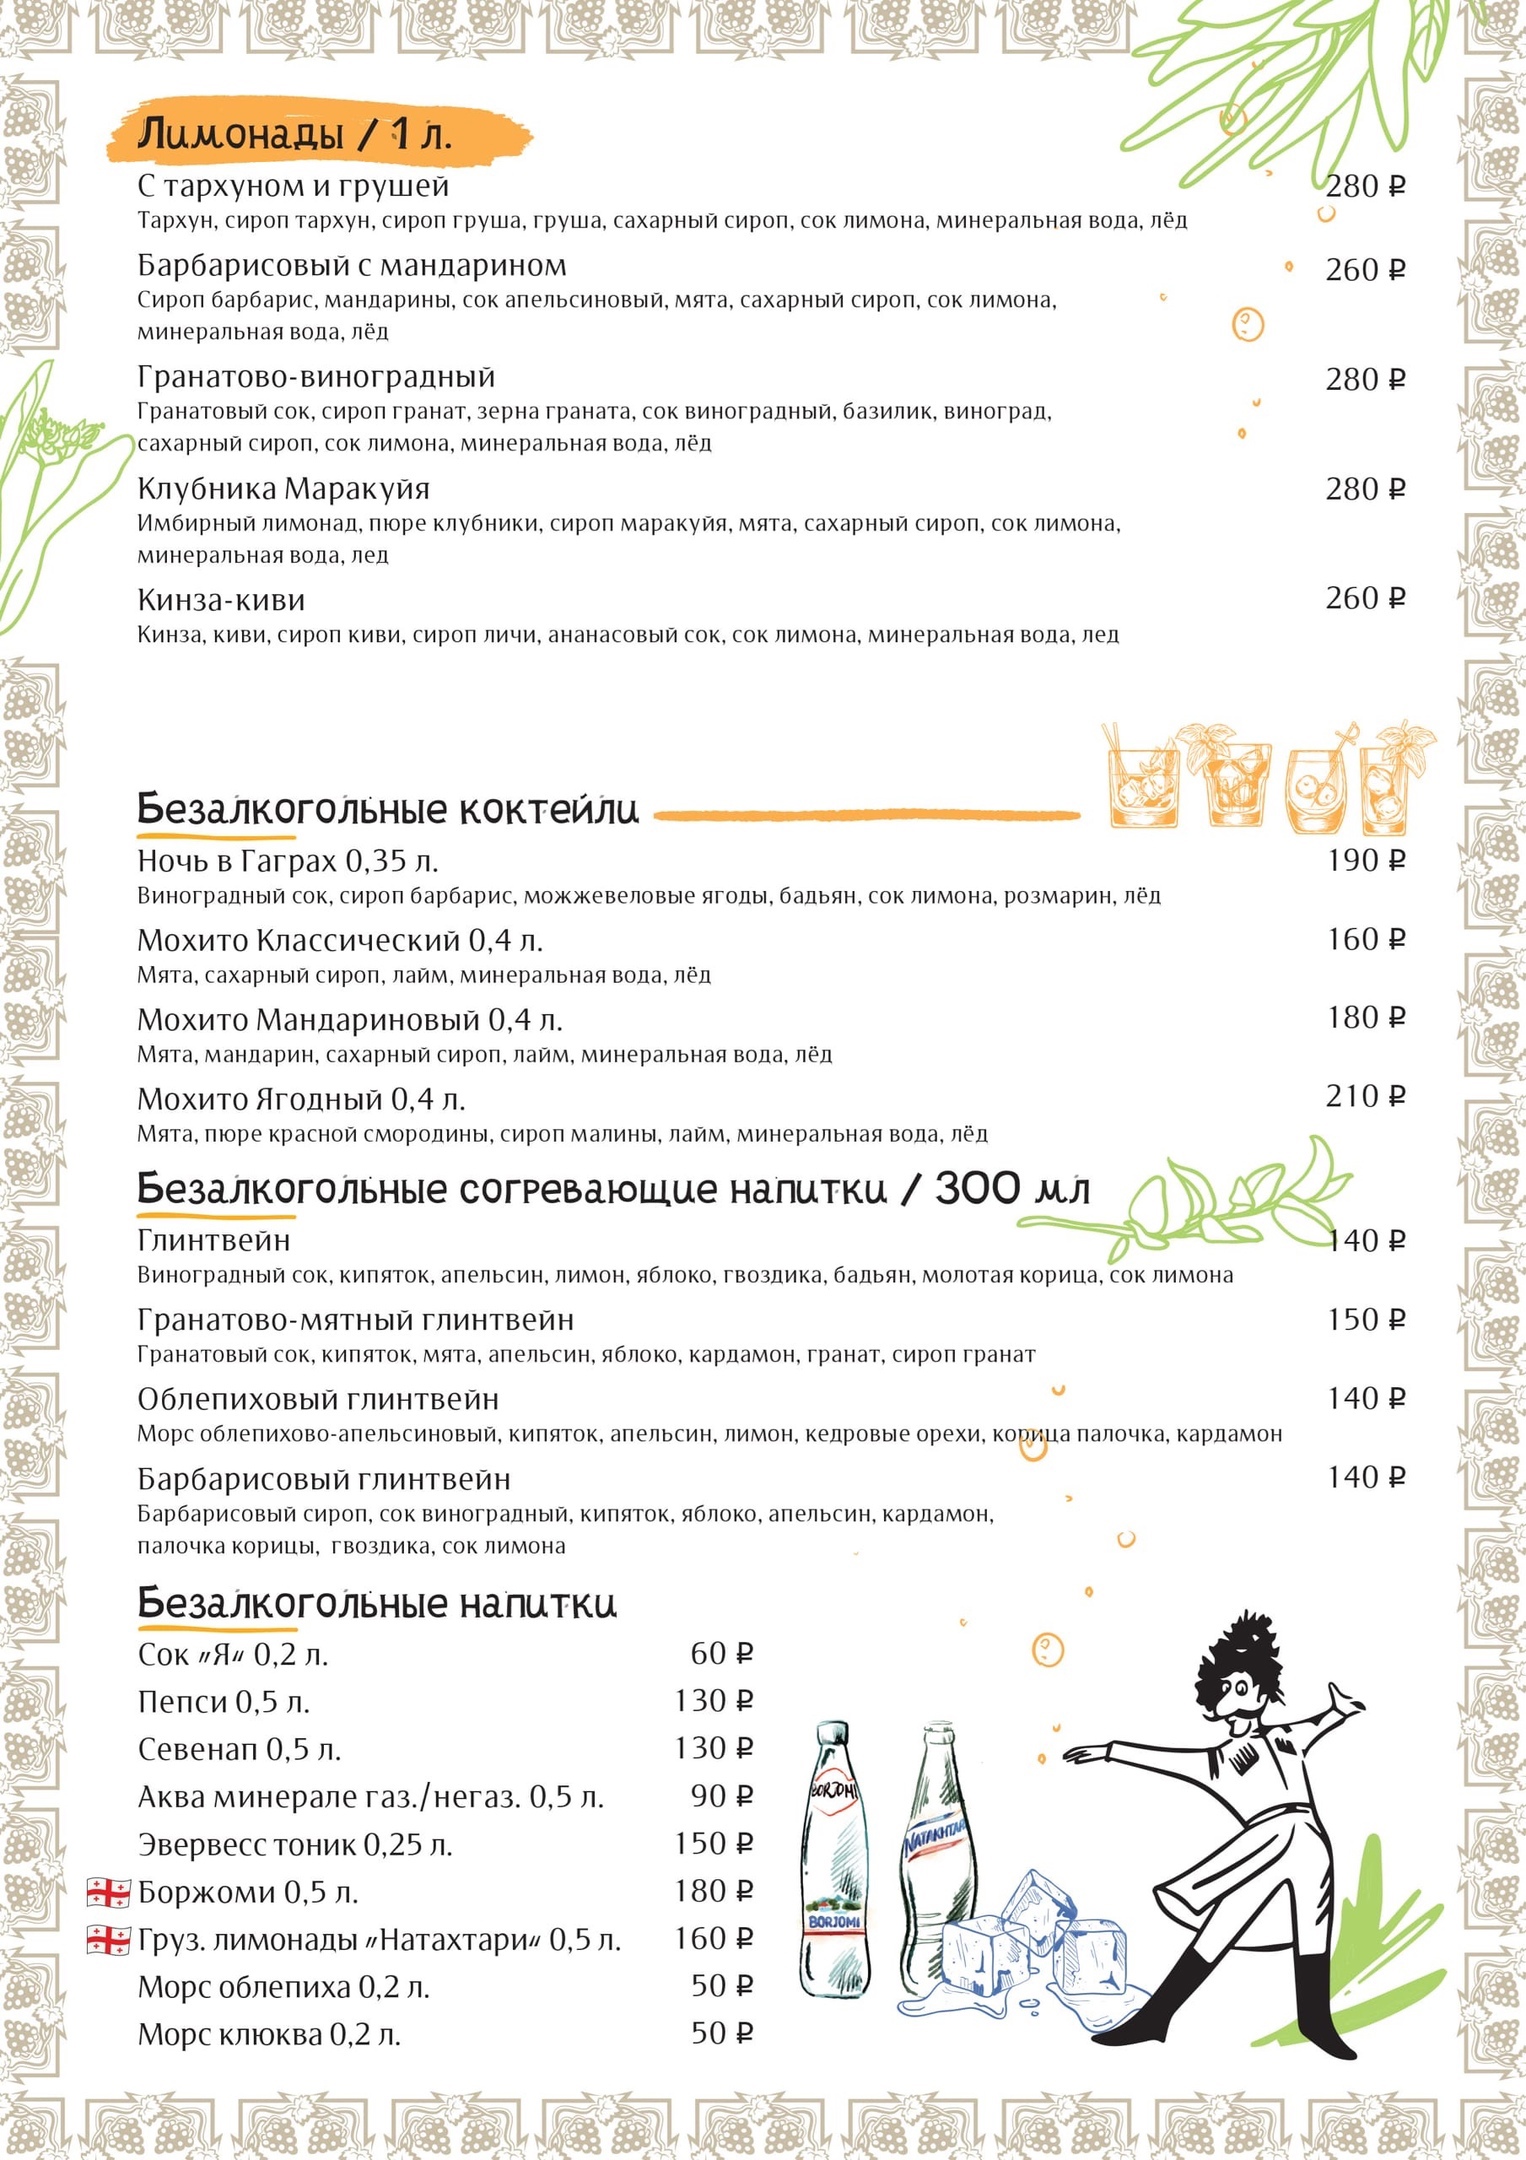 Лимонады / 1 л.
С тархуном и грушей 280 ₽
Тархун, сироп тархун, сироп груша, груша, сахарный сироп, сок лимона, минеральная вода, лёд
Барбарисовый с мандарином 260 ₽
Сироп барбарис, мандарины, сок апельсиновый, мята, сахарный сироп, сок лимона,
минеральная вода, лёд
Гранатово-виноградный 280 ₽
Гранатовый сок, сироп гранат, зерна граната, сок виноградный, базилик, виноград,
сахарный сироп, сок лимона, минеральная вода, лёд
Клубника Маракуйя 280 ₽
Имбирный лимонад, пюре клубники, сироп маракуйя, мята, сахарный сироп, сок лимона,
минеральная вода, лед
Кинза-киви 260 ₽
Кинза, киви, сироп киви, сироп личи, ананасовый сок, сок лимона, минеральная вода, лед
Безалкогольные коктейли
Ночь в Гаграх 0,35 л. 190 ₽
Виноградный сок, сироп барбарис, можжевеловые ягоды, бадьян, сок лимона, розмарин, лёд
Мохито Классический 0,4 л. 160 ₽
Мята, сахарный сироп, лайм, минеральная вода, лёд
Мохито Мандариновый 0,4 л. 180 ₽
Мята, мандарин, сахарный сироп, лайм, минеральная вода, лёд
Мохито Ягодный 0,4 л. 210 ₽
Мята, пюре красной смородины, сироп малины, лайм, минеральная вода, лёд
Безалкогольные согревающие напитки / 300 мл
Глинтвейн 140 ₽
Виноградный сок, кипяток, апельсин, лимон, яблоко, гвоздика, бадьян, молотая корица, сок лимона
Гранатово-мятный глинтвейн 150 ₽
Гранатовый сок, кипяток, мята, апельсин, яблоко, кардамон, гранат, сироп гранат
Облепиховый глинтвейн 140 ₽
Морс облепихово-апельсиновый, кипяток, апельсин, лимон, кедровые орехи, корица палочка, кардамон
Барбарисовый глинтвейн 140 ₽
Барбарисовый сироп, сок виноградный, кипяток, яблоко, апельсин, кардамон,
палочка корицы, гвоздика, сок лимона
Безалкогольные напитки
Сок "Я" 0,2 л. 60 ₽
Пепси 0,5 л. 130 ₽
Севенап 0,5 л. 130 ₽
Аква минерале газ./негаз. 0,5 л. 90 ₽
Эвервесс тоник 0,25 л. 150 ₽
Боржоми 0,5 л. 180 ₽
Груз. лимонады "Натахтари" 0,5 л. 160 ₽
Морс облепиха 0,2 л. 50 ₽
Морс клюква 0,2 л. 50 ₽
BORJOMI
NATAKHTARI
BORJOMI